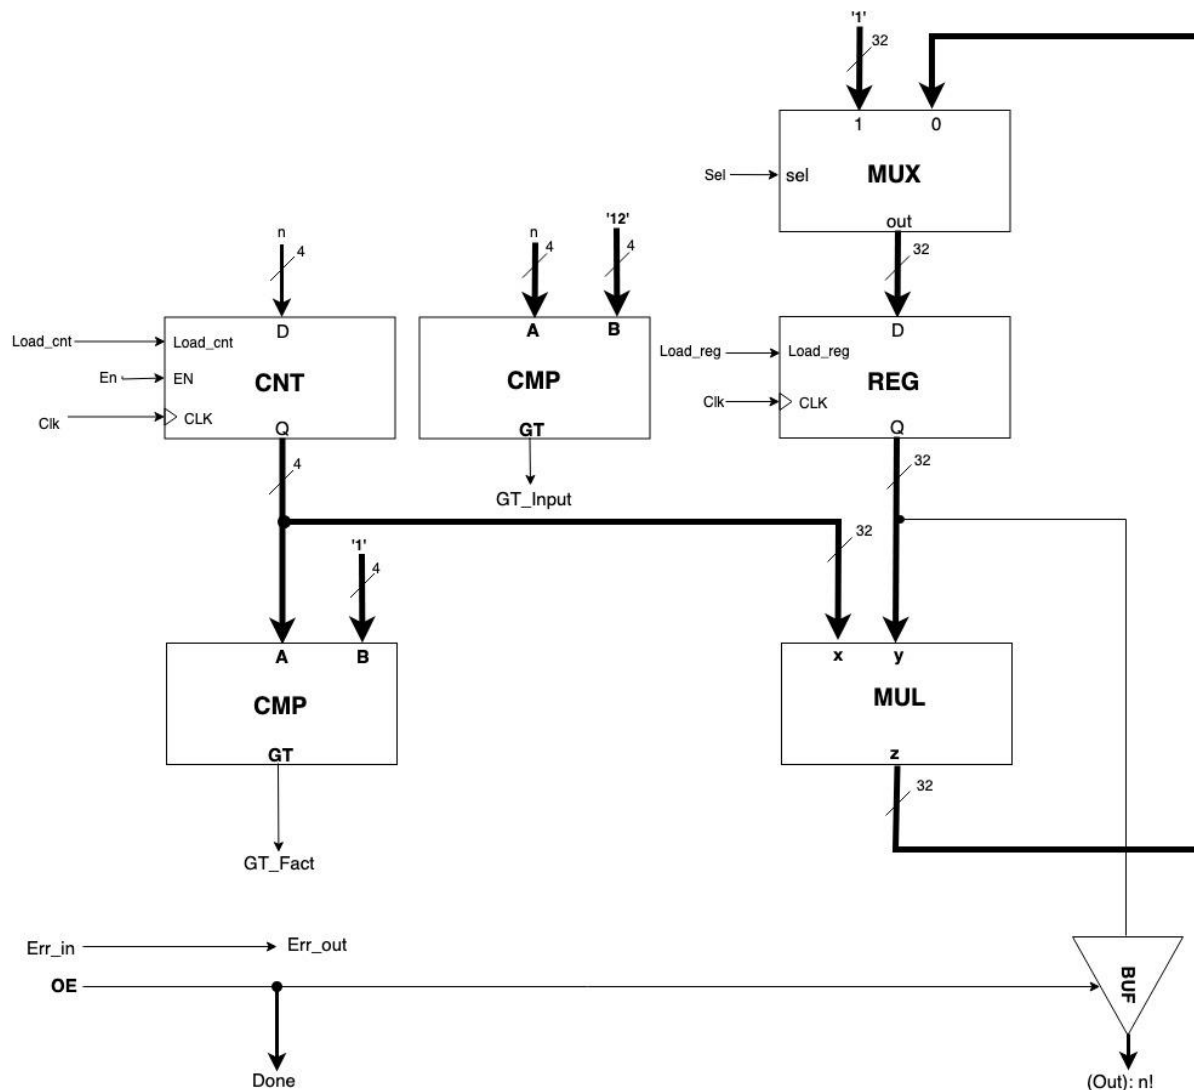 '1'
32
1
0
Sel
sel
MUX
out
32
n
4
n
4
'12'
4
Load_cnt
Load_cnt
D
En
EN
CNT
Clk
CLK
Q
4
A
B
CMP
GT
GT_Input
Load_reg
Load_reg
D
REG
Clk
CLK
Q
32
'1'
4
32
A
B
CMP
GT
GT_Fact
x
y
MUL
z
32
Err_in
Err_out
OE
BUF
Done
(Out): n!